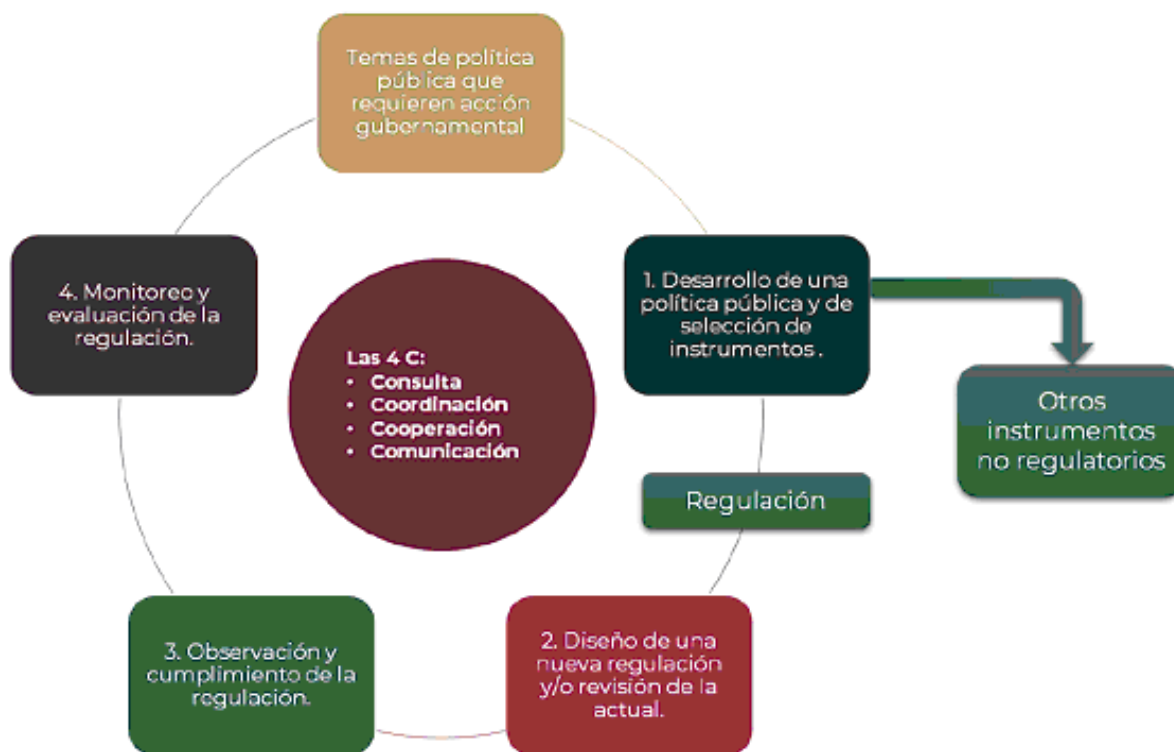 Temas de política
pública que
requieren acción
gubernamental
1. Desarrollo de una
política pública y de
selección de
instrumentos .
Otros
instrumentos
no regulatorios
Regulación
2. Diseño de una
nueva regulación
y/o revisión de la
actual.
3. Observación y
cumplimiento de la
regulación.
4. Monitoreo y
evaluación de la
regulación.
Las 4 C:
• Consulta
• Coordinación
• Cooperación
• Comunicación